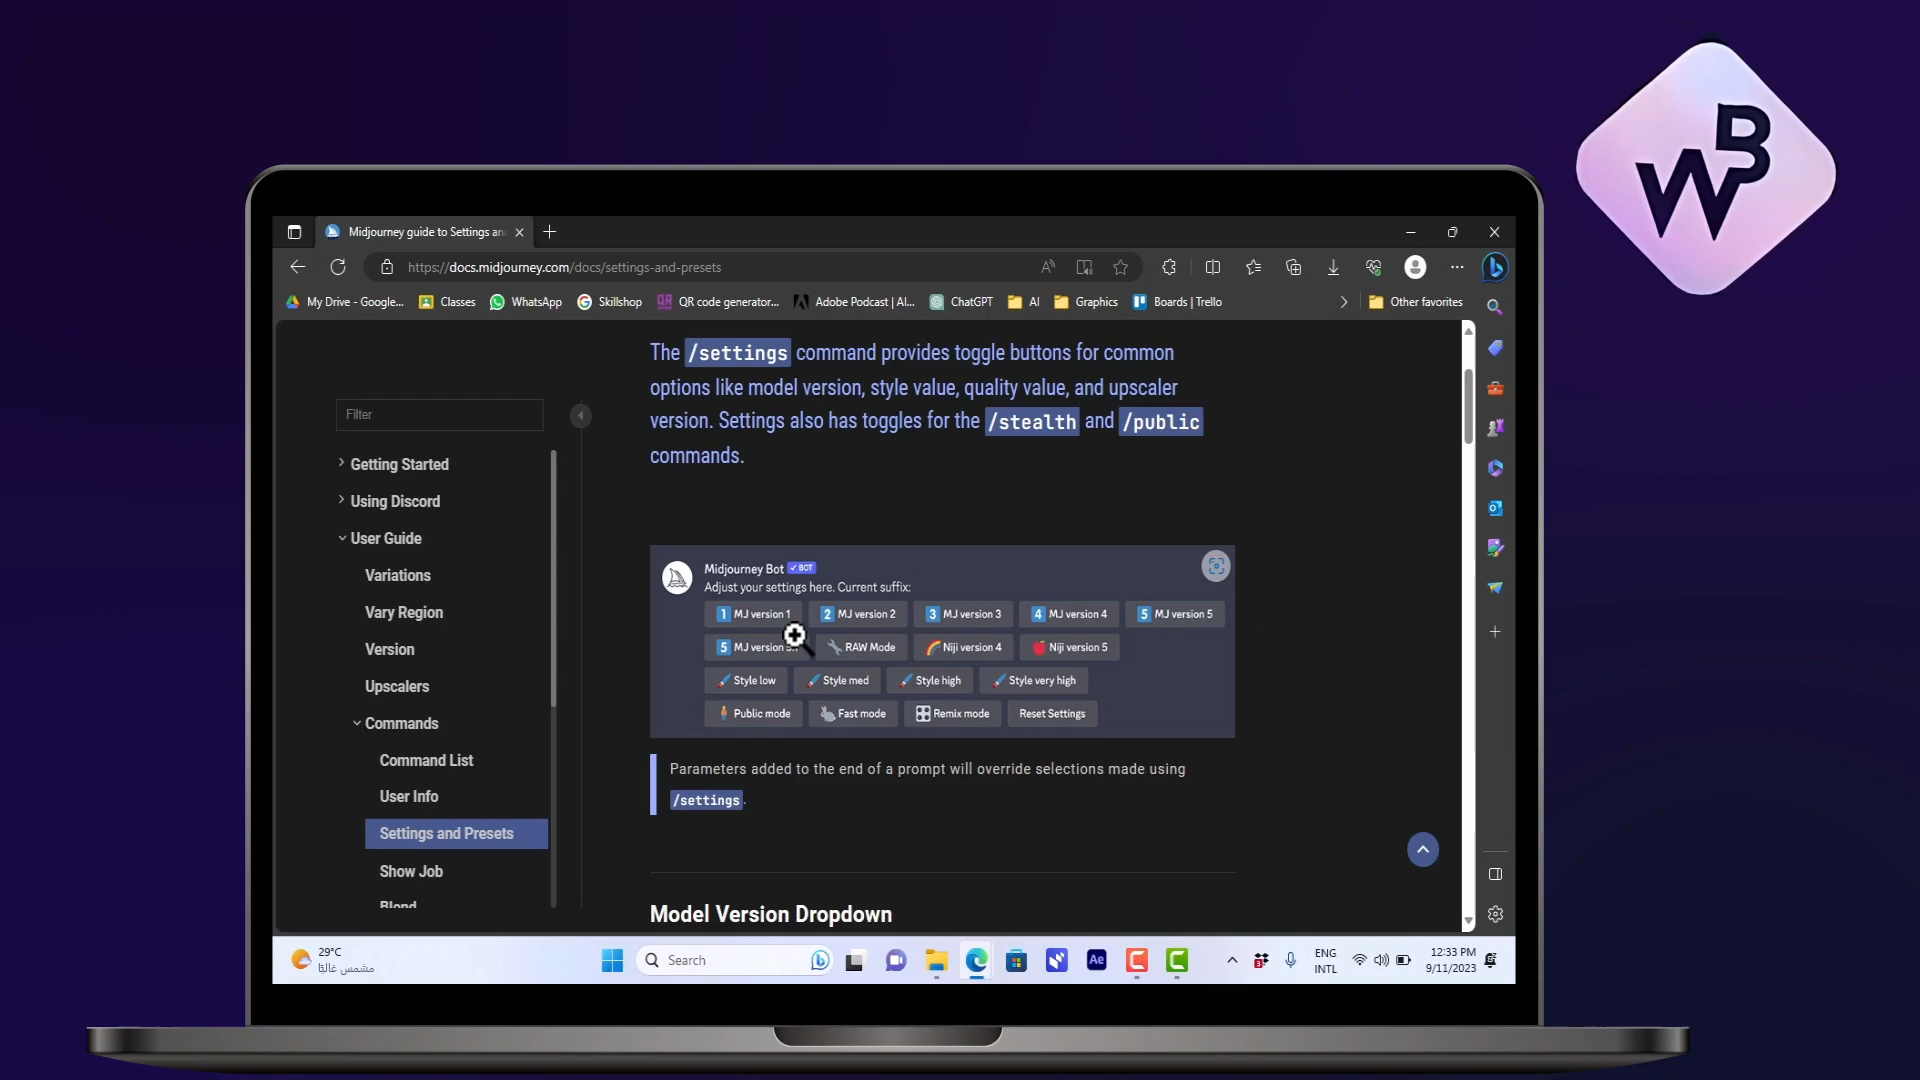 WB
Midjourney guide to Settings an
https://docs.midjourney.com/docs/settings-and-presets
My Drive - Google...
Classes
WhatsApp
Skillshop
QR code generator...
Adobe Podcast | AI...
ChatGPT
AI
Graphics
Boards | Trello
Other favorites
Filter
Getting Started
Using Discord
User Guide
Variations
Vary Region
Version
Upscalers
Commands
Command List
User Info
Settings and Presets
Show Job
Blend
The /settings command provides toggle buttons for common
options like model version, style value, quality value, and upscaler
version. Settings also has toggles for the /stealth and /public
commands.
Midjourney Bot ✓ BOT
Adjust your settings here. Current suffix:
1 MJ version 1 2 MJ version 2 3 MJ version 3 4 MJ version 4 5 MJ version 5
5 MJ version RAW Mode Niji version 4 Niji version 5
Style low Style med Style high Style very high
Public mode Fast mode Remix mode Reset Settings
Parameters added to the end of a prompt will override selections made using
/settings.
Model Version Dropdown
29°C
مشمس غالبًا
Search
Ae
ENG
INTL
12:33 PM
9/11/2023